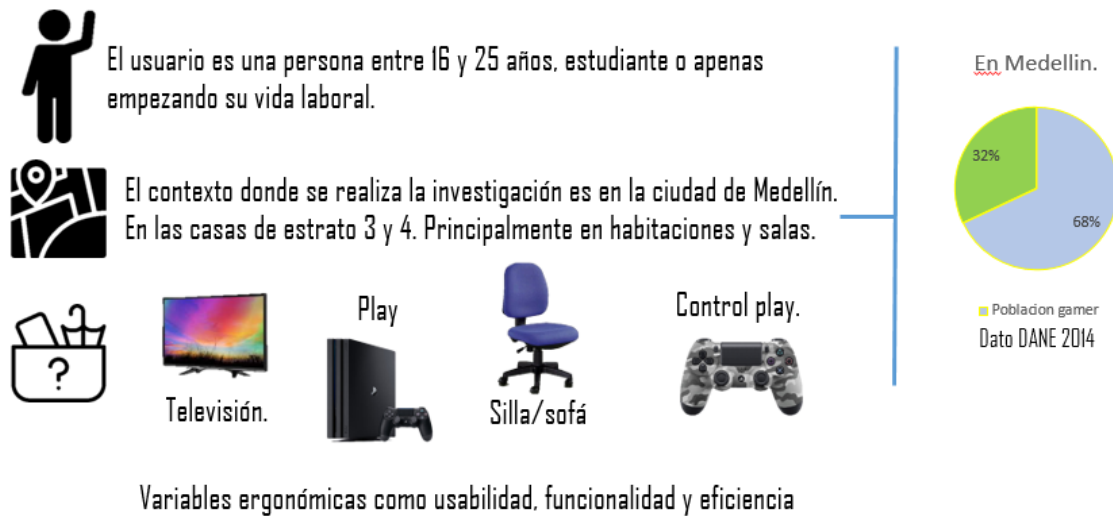 El usuario es una persona entre 16 y 25 años, estudiante o apenas
empezando su vida laboral.
El contexto donde se realiza la investigación es en la ciudad de Medellín.
En las casas de estrato 3 y 4. Principalmente en habitaciones y salas.
?
Televisión.
Play
Silla/sofá
Control play.
Variables ergonómicas como usabilidad, funcionalidad y eficiencia
En Medellin.
32%
68%
Poblacion gamer
Dato DANE 2014